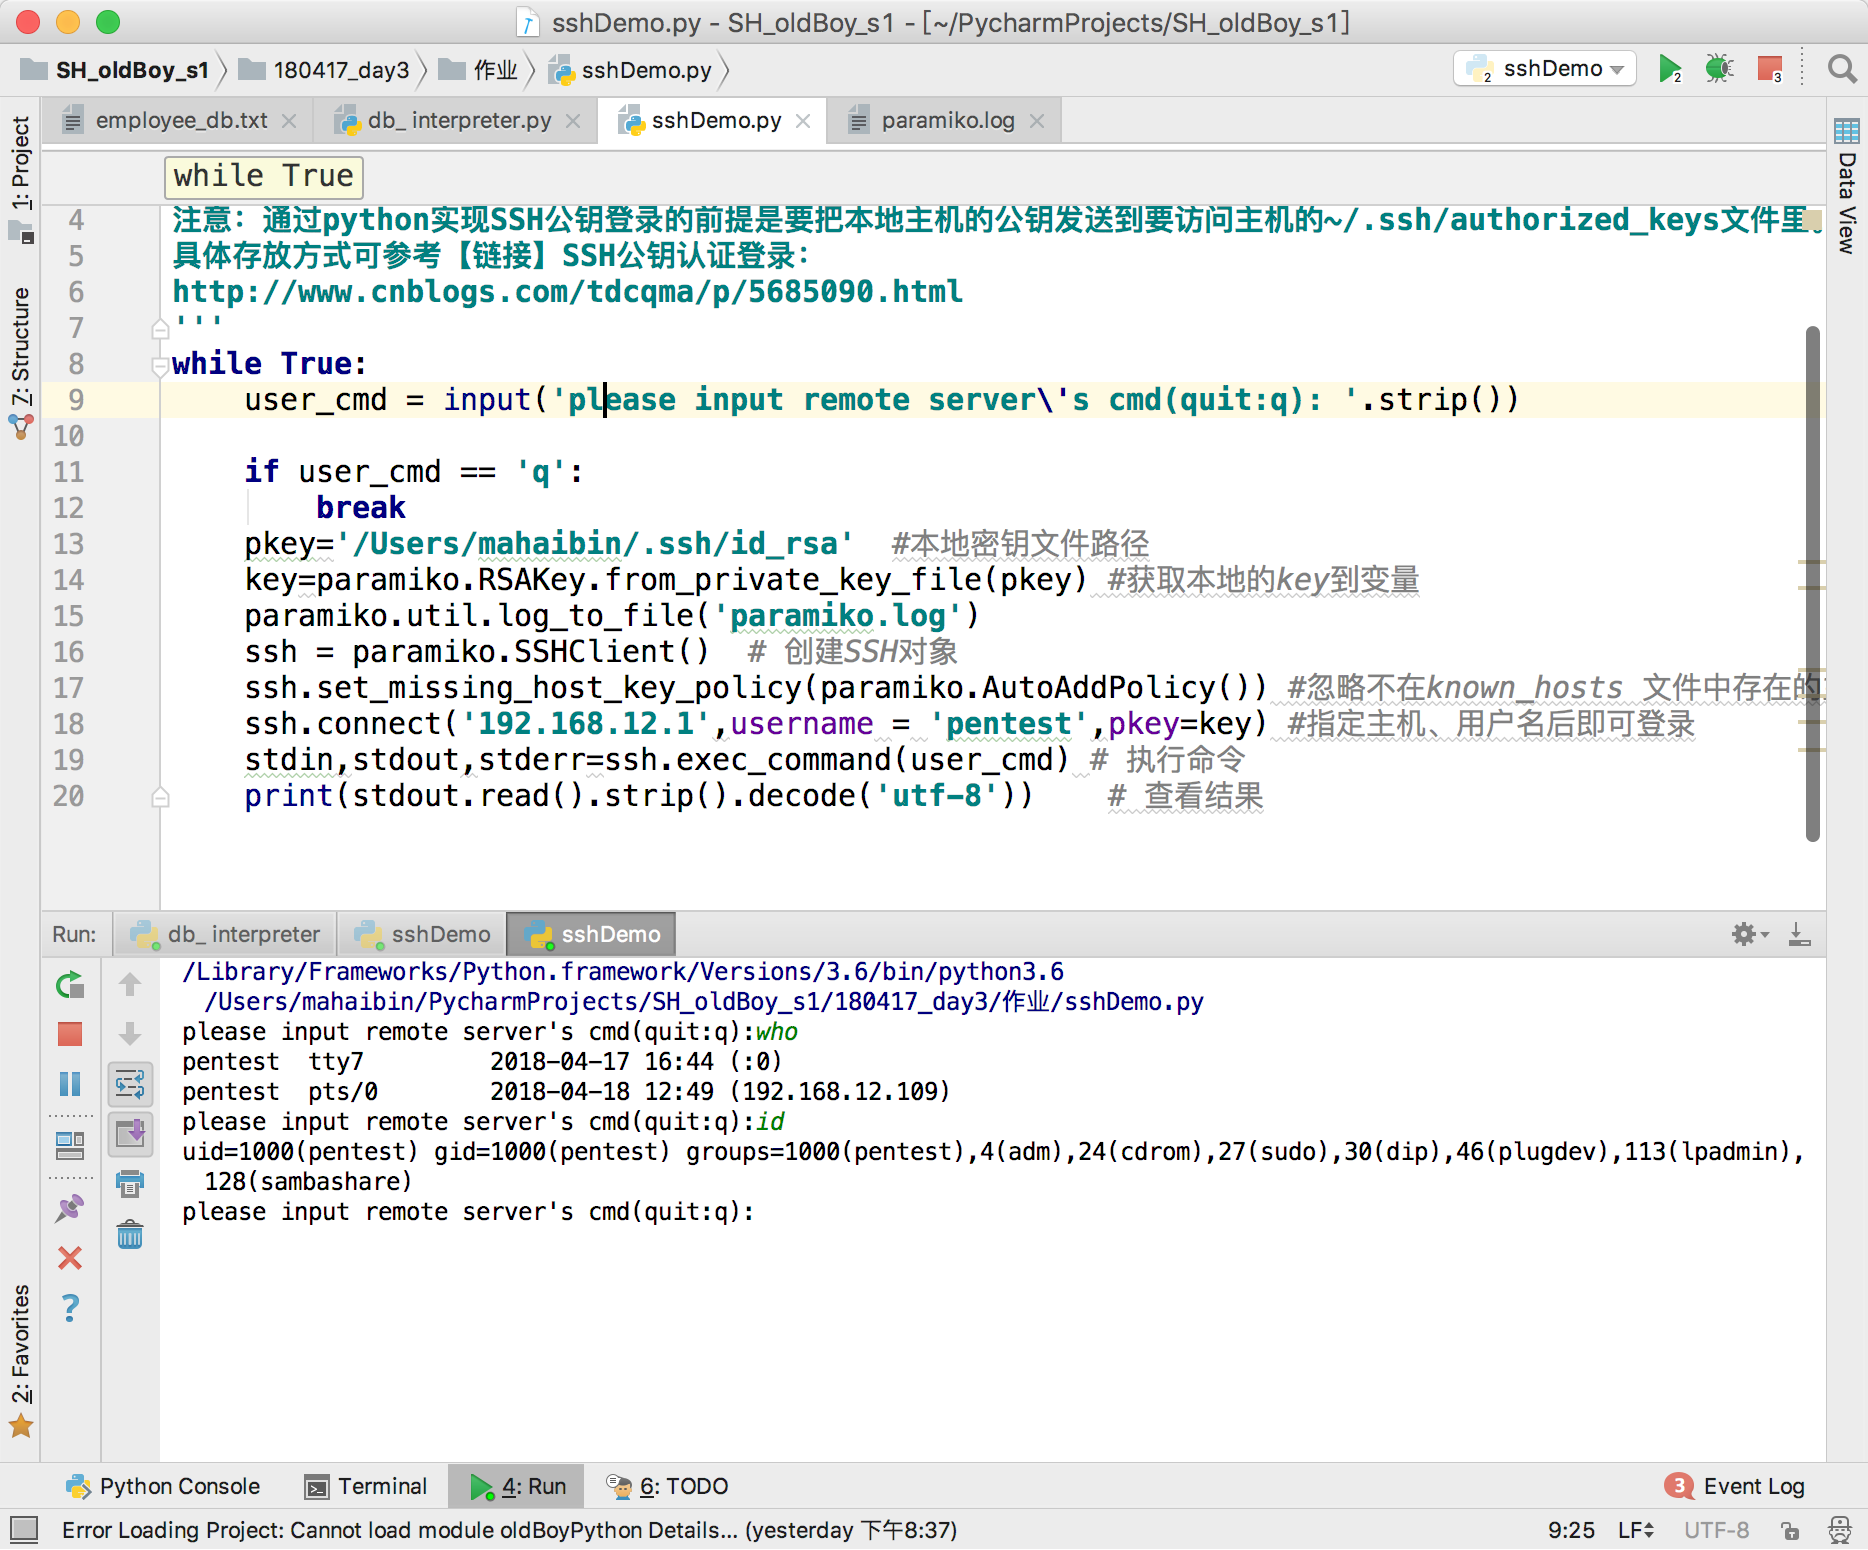 sshDemo.py - SH_oldBoy_s1 - [~/PycharmProjects/SH_oldBoy_s1]
SH_oldBoy_s1 180417_day3 作业 sshDemo.py
2 sshDemo 2 3
employee_db.txt db_ interpreter.py sshDemo.py paramiko.log
1: Project
7: Structure
2: Favorites
Data View
while True
4 注意：通过python实现SSH公钥登录的前提是要把本地主机的公钥发送到要访问主机的~/.ssh/authorized_keys文件里。
5 具体存放方式可参考【链接】SSH公钥认证登录：
6 http://www.cnblogs.com/tdcqma/p/5685090.html
7 '''
8 while True:
9 user_cmd = input('please input remote server\'s cmd(quit:q): '.strip())
10
11 if user_cmd == 'q':
12 break
13 pkey='/Users/mahaibin/.ssh/id_rsa' #本地密钥文件路径
14 key=paramiko.RSAKey.from_private_key_file(pkey) #获取本地的key到变量
15 paramiko.util.log_to_file('paramiko.log')
16 ssh = paramiko.SSHClient() # 创建SSH对象
17 ssh.set_missing_host_key_policy(paramiko.AutoAddPolicy()) #忽略不在known_hosts 文件中存在的
18 ssh.connect('192.168.12.1',username = 'pentest',pkey=key) #指定主机、用户名后即可登录
19 stdin,stdout,stderr=ssh.exec_command(user_cmd) # 执行命令
20 print(stdout.read().strip().decode('utf-8')) # 查看结果
Run: db_ interpreter sshDemo sshDemo
/Library/Frameworks/Python.framework/Versions/3.6/bin/python3.6
/Users/mahaibin/PycharmProjects/SH_oldBoy_s1/180417_day3/作业/sshDemo.py
please input remote server's cmd(quit:q):who
pentest  tty7         2018-04-17 16:44 (:0)
pentest  pts/0        2018-04-18 12:49 (192.168.12.109)
please input remote server's cmd(quit:q):id
uid=1000(pentest) gid=1000(pentest) groups=1000(pentest),4(adm),24(cdrom),27(sudo),30(dip),46(plugdev),113(lpadmin),
128(sambashare)
please input remote server's cmd(quit:q):
Python Console Terminal 4: Run 6: TODO 3 Event Log
Error Loading Project: Cannot load module oldBoyPython Details... (yesterday 下午8:37) 9:25 LF UTF-8